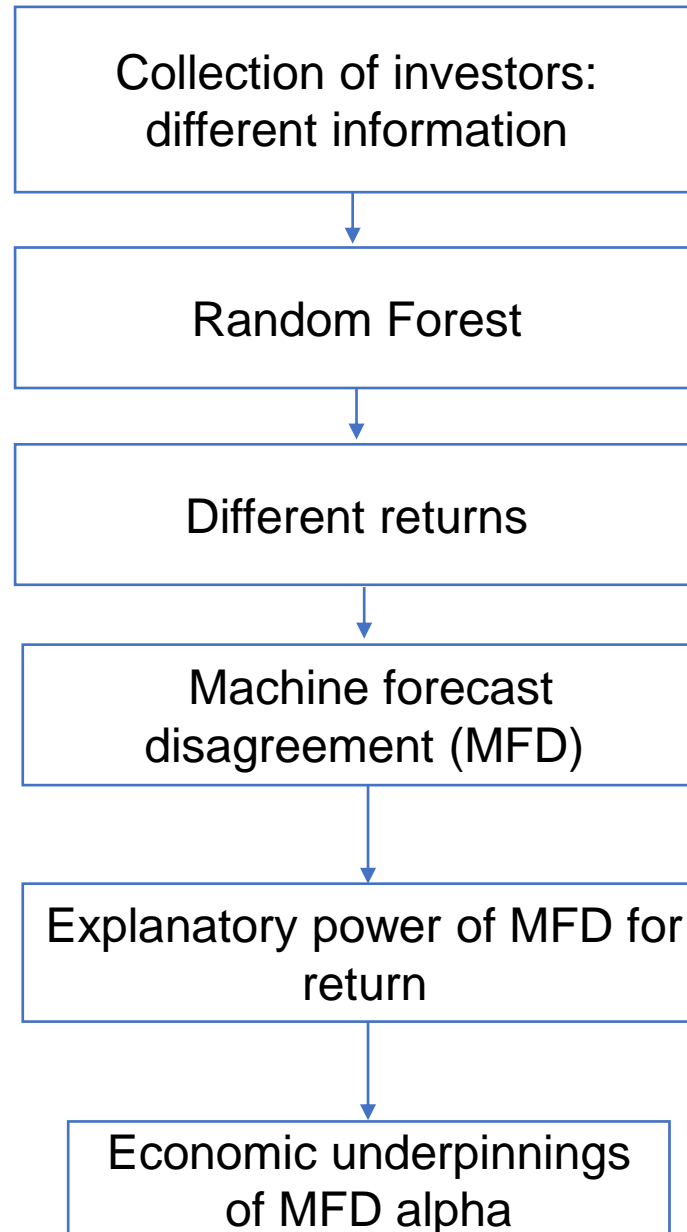 Collection of investors:
different information
Random Forest
Different returns
Machine forecast
disagreement (MFD)
Explanatory power of MFD for
return
Economic underpinnings
of MFD alpha